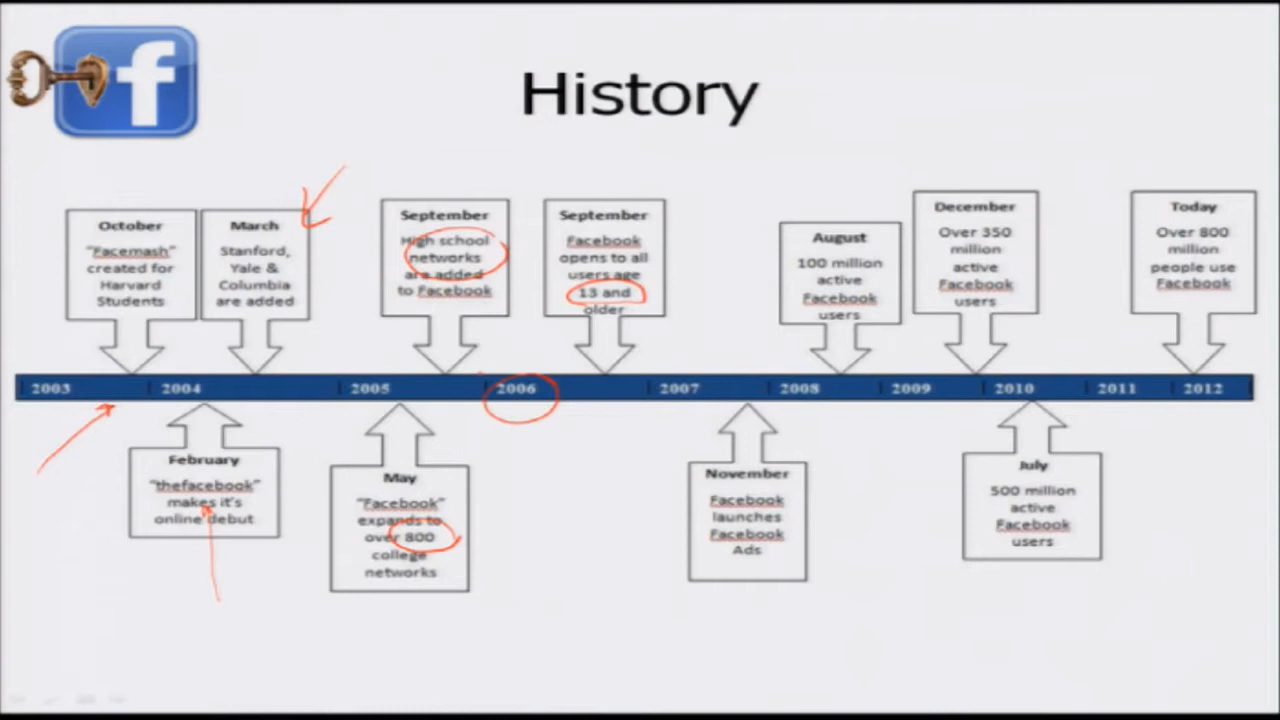 f
History
October
"Facemash"
created for
Harvard
Students
March
Stanford,
Yale &
Columbia
are added
September
High school
networks
are added
to Facebook
September
Facebook
opens to all
users age
13 and
older
August
100 million
active
Facebook
users
December
Over 350
million
active
Facebook
users
Today
Over 800
million
people use
Facebook
2003 2004 2005 2006 2007 2008 2009 2010 2011 2012
February
"thefacebook"
makes it's
online debut
May
"Facebook"
expands to
over 800
college
networks
November
Facebook
launches
Facebook
Ads
July
500 million
active
Facebook
users